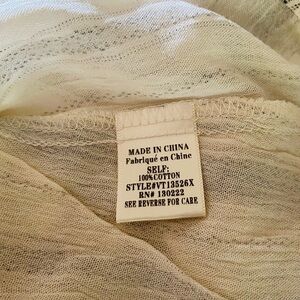 MADE IN CHINA
Fabriqué en Chine
SELF:
100%COTTON
STYLE#VT13526X
RN# 130222
SEE REVERSE FOR CARE